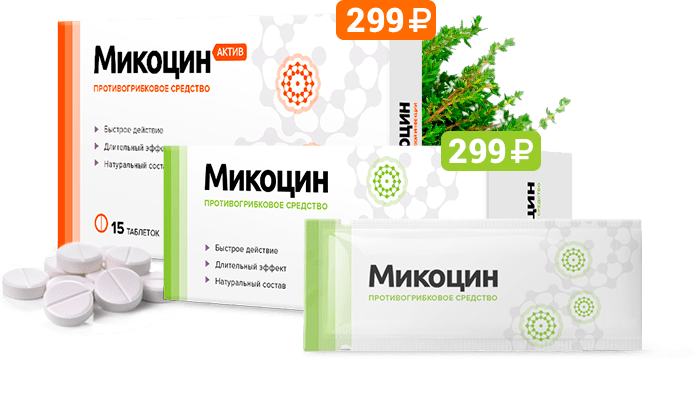 299 ₽
Микоцин АКТИВ
ПРОТИВОГРИБКОВОЕ СРЕДСТВО
Быстрое действие
Длительный эффект
Натуральный состав
15 ТАБЛЕТОК
299 ₽
Микоцин
ПРОТИВОГРИБКОВОЕ СРЕДСТВО
Быстрое действие
Длительный эффект
Натуральный состав
Микоцин
ПРОТИВОГРИБКОВОЕ СРЕДСТВО